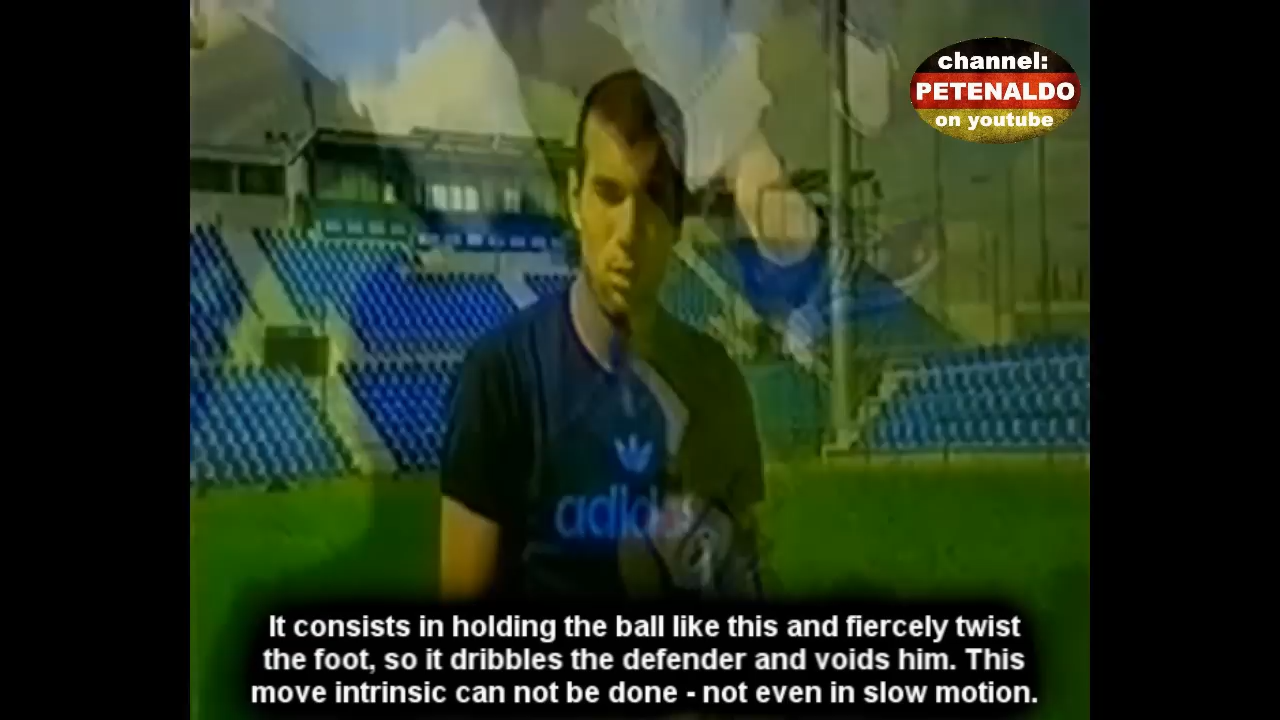 channel:
PETENALDO
on youtube
adidas
It consists in holding the ball like this and fiercely twist
the foot, so it dribbles the defender and voids him. This
move intrinsic can not be done - not even in slow motion.